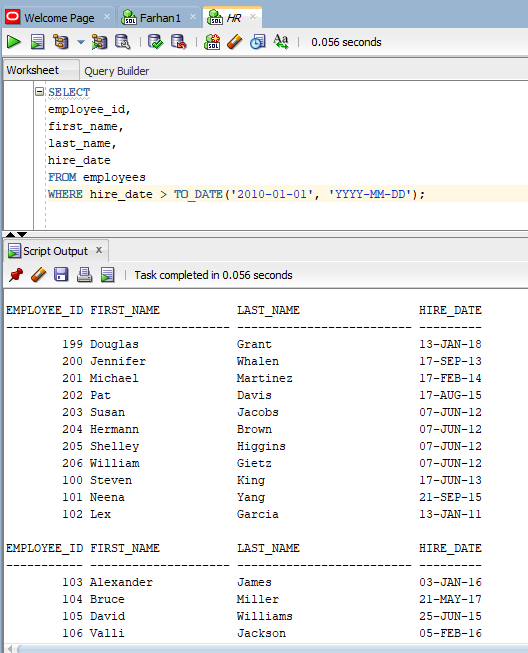 Welcome Page × Farhan1 × HR ×
0.056 seconds
Worksheet Query Builder
SELECT
employee_id,
first_name,
last_name,
hire_date
FROM employees
WHERE hire_date > TO_DATE('2010-01-01', 'YYYY-MM-DD');
Script Output ×
Task completed in 0.056 seconds
EMPLOYEE_ID FIRST_NAME LAST_NAME HIRE_DATE
----------- -------------------- ------------------------- ---------
199 Douglas Grant 13-JAN-18
200 Jennifer Whalen 17-SEP-13
201 Michael Martinez 17-FEB-14
202 Pat Davis 17-AUG-15
203 Susan Jacobs 07-JUN-12
204 Hermann Brown 07-JUN-12
205 Shelley Higgins 07-JUN-12
206 William Gietz 07-JUN-12
100 Steven King 17-JUN-13
101 Neena Yang 21-SEP-15
102 Lex Garcia 13-JAN-11
EMPLOYEE_ID FIRST_NAME LAST_NAME HIRE_DATE
----------- -------------------- ------------------------- ---------
103 Alexander James 03-JAN-16
104 Bruce Miller 21-MAY-17
105 David Williams 25-JUN-15
106 Valli Jackson 05-FEB-16